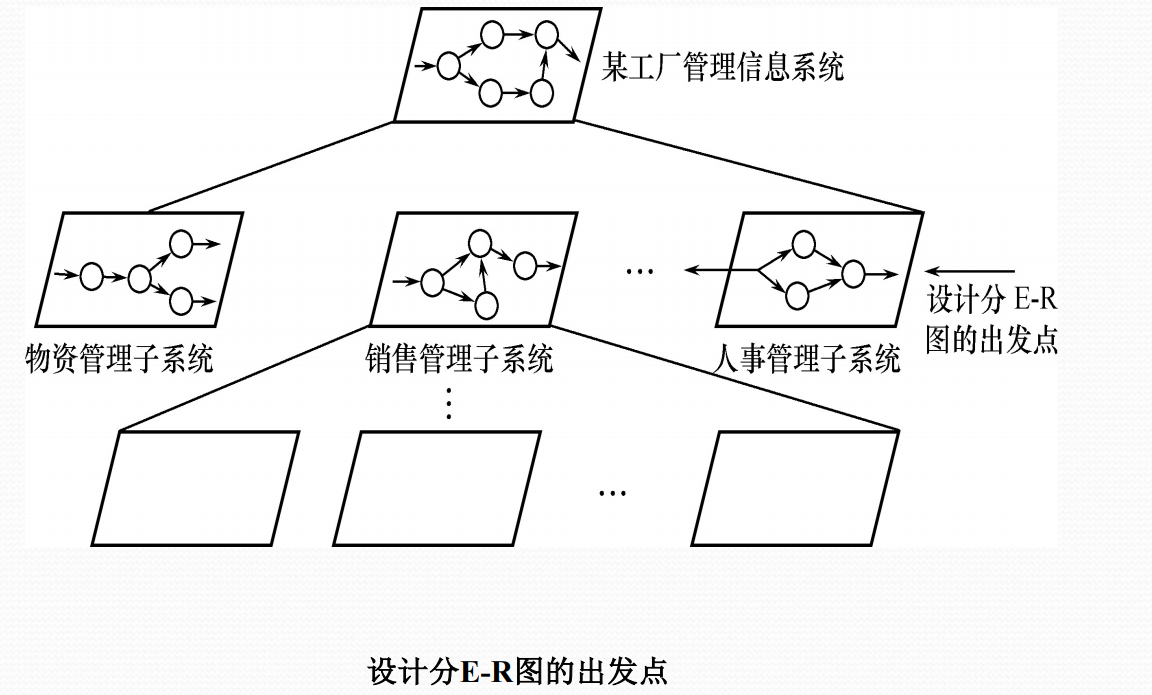 某工厂管理信息系统
…
设计分 E-R
图的出发点
物资管理子系统
销售管理子系统
人事管理子系统
⋮
…
设计分E-R图的出发点